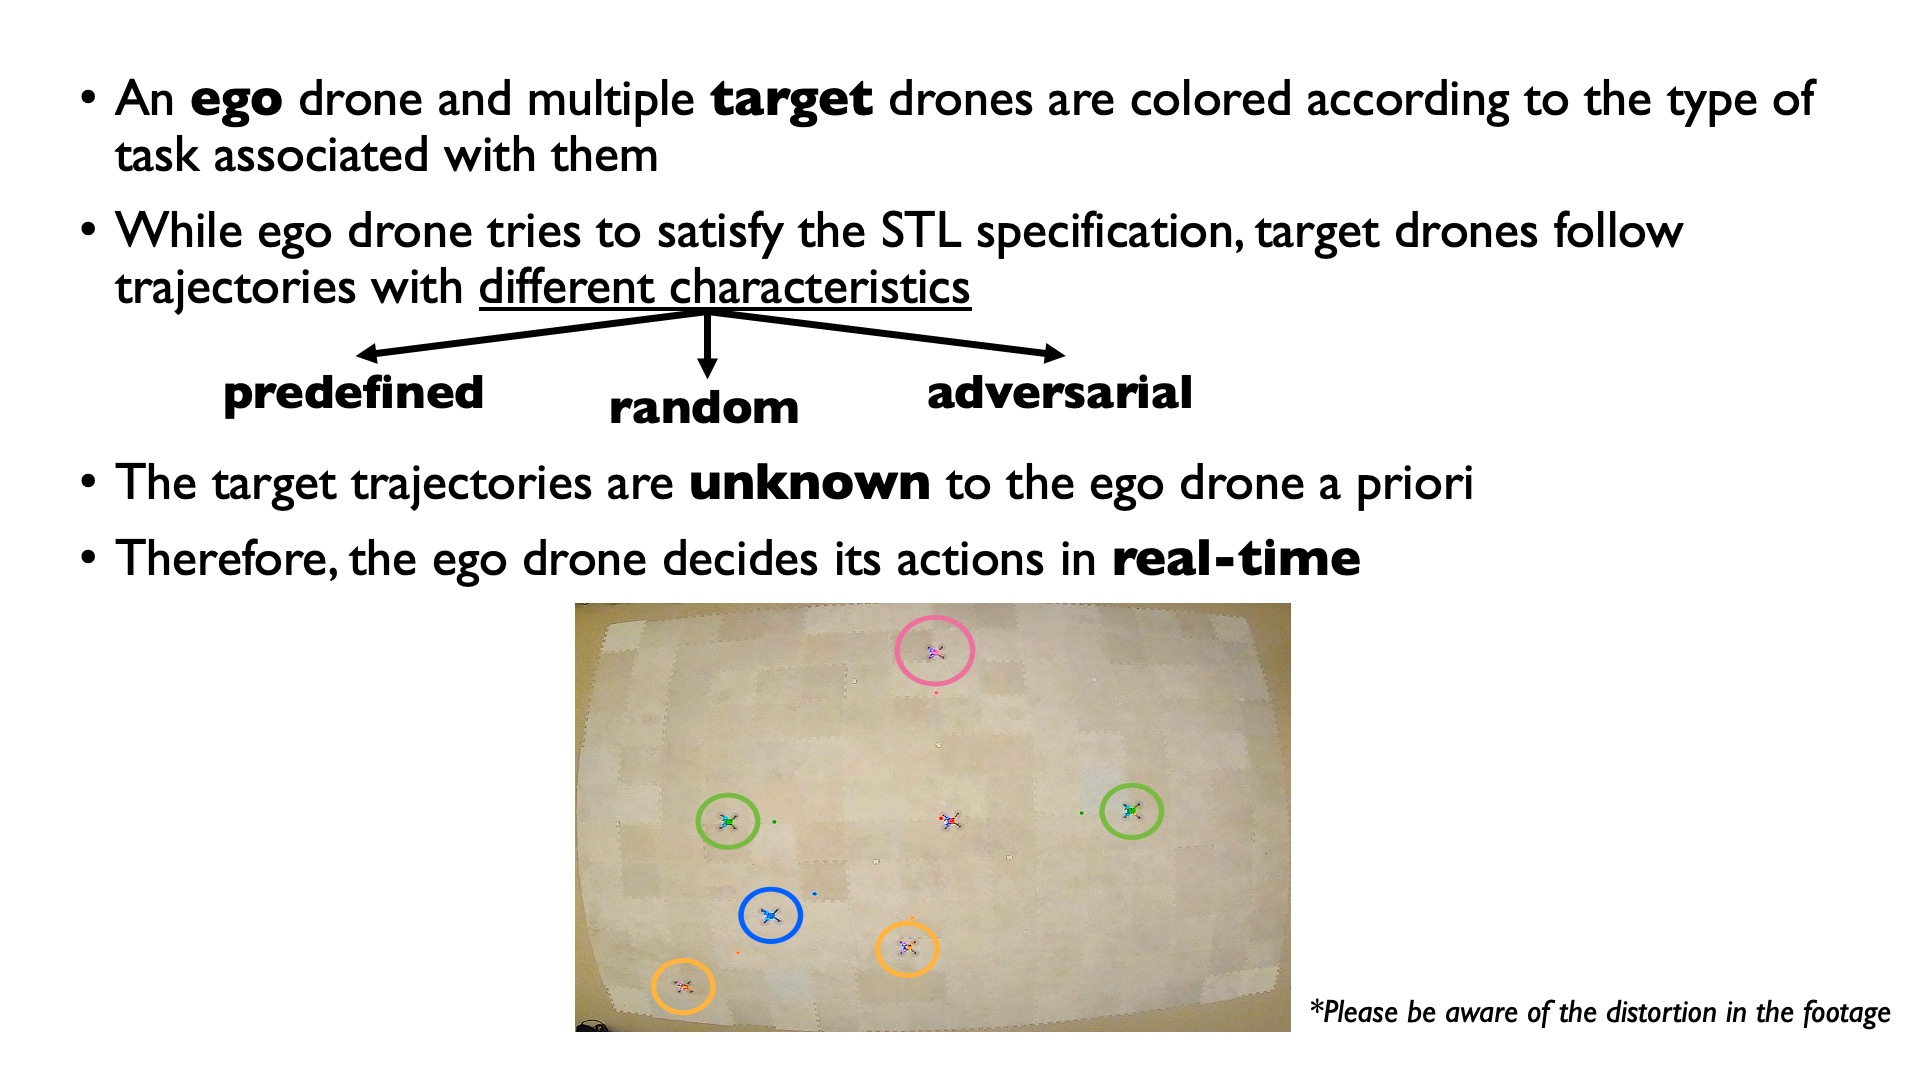 • An ego drone and multiple target drones are colored according to the type of
task associated with them
• While ego drone tries to satisfy the STL specification, target drones follow
trajectories with different characteristics
predefined
random
adversarial
• The target trajectories are unknown to the ego drone a priori
• Therefore, the ego drone decides its actions in real-time
*Please be aware of the distortion in the footage